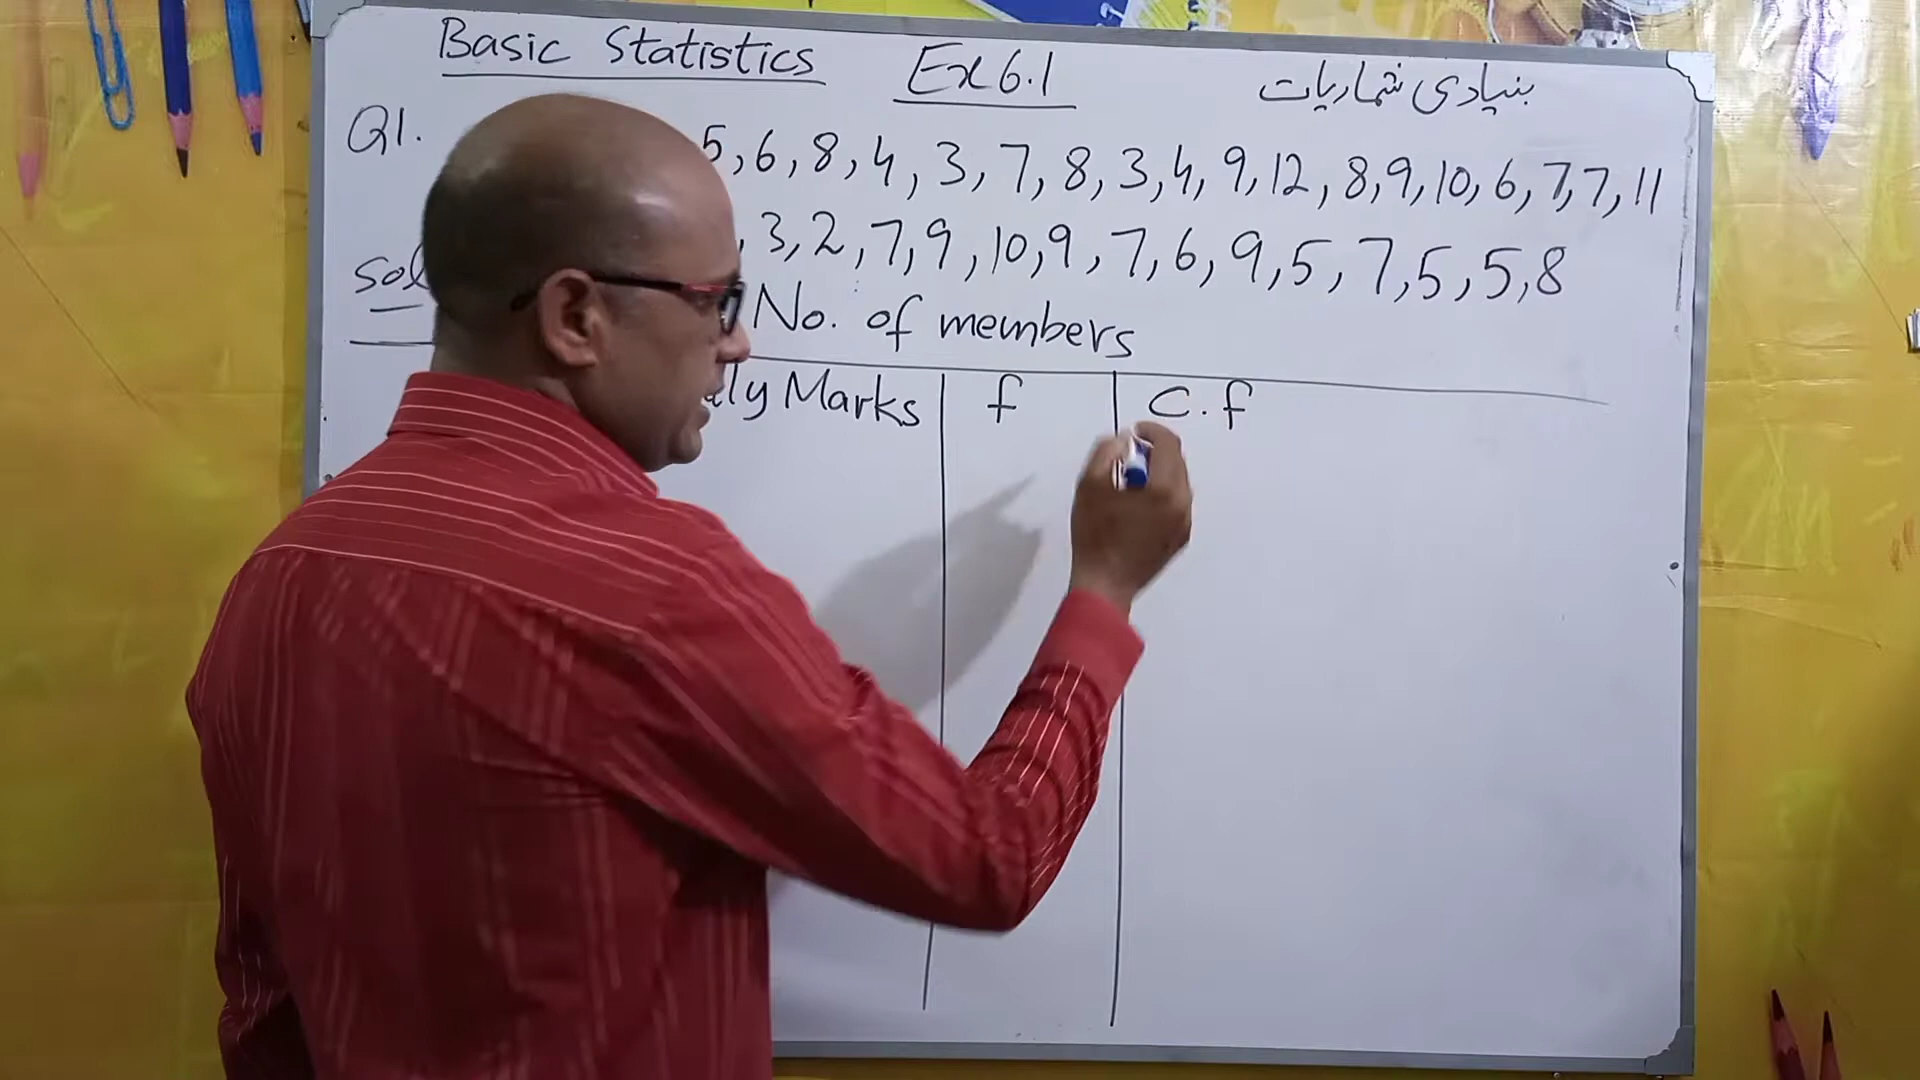 Basic Statistics Ex 6.1 بنیادی شماریات
Q1. 5, 6, 8, 4, 3, 7, 8, 3, 4, 9, 12, 8, 9, 10, 6, 7, 7, 11
, 3, 2, 7, 9, 10, 9, 7, 6, 9, 5, 7, 5, 5, 8
Sol
No. of members
ly Marks f C.f